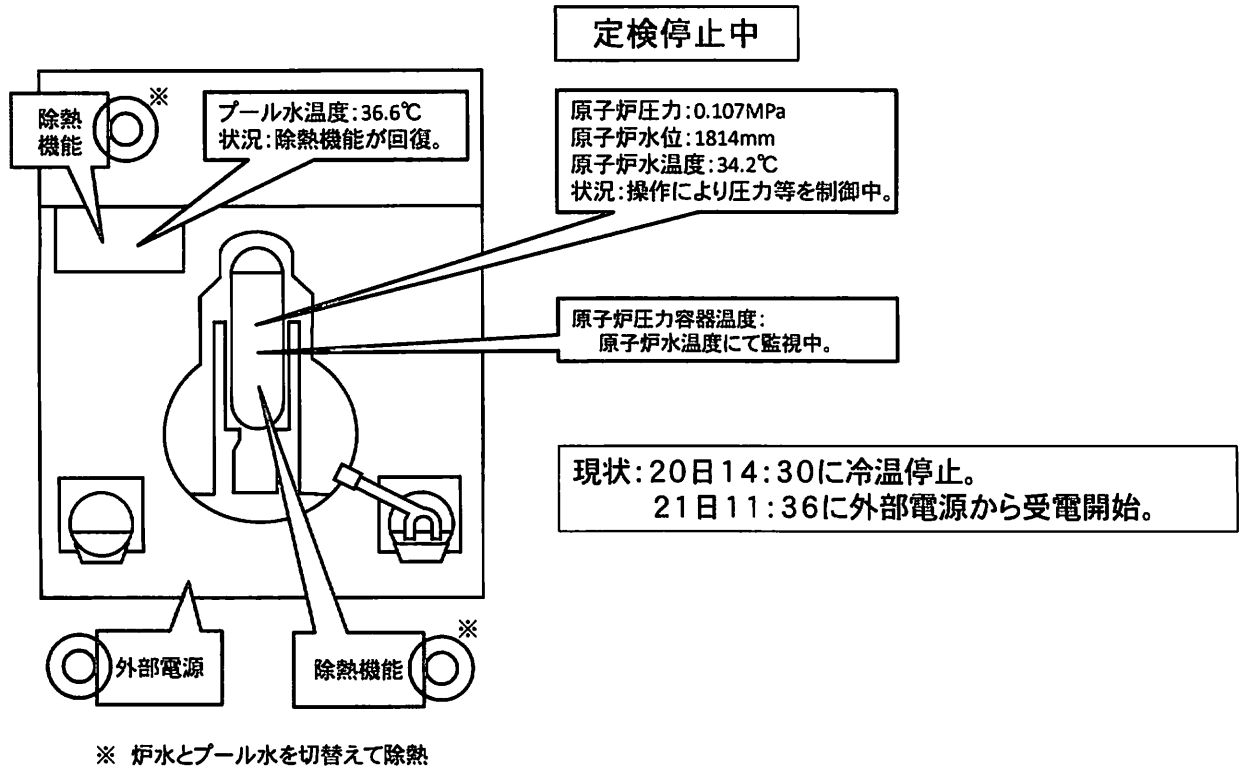 定検停止中
※
除熱
機能
プール水温度:36.6℃
状況:除熱機能が回復。
原子炉圧力:0.107MPa
原子炉水位:1814mm
原子炉水温度:34.2℃
状況:操作により圧力等を制御中。
原子炉圧力容器温度:
原子炉水温度にて監視中。
現状:20日14:30に冷温停止。
21日11:36に外部電源から受電開始。
外部電源
除熱機能
※
※ 炉水とプール水を切替えて除熱